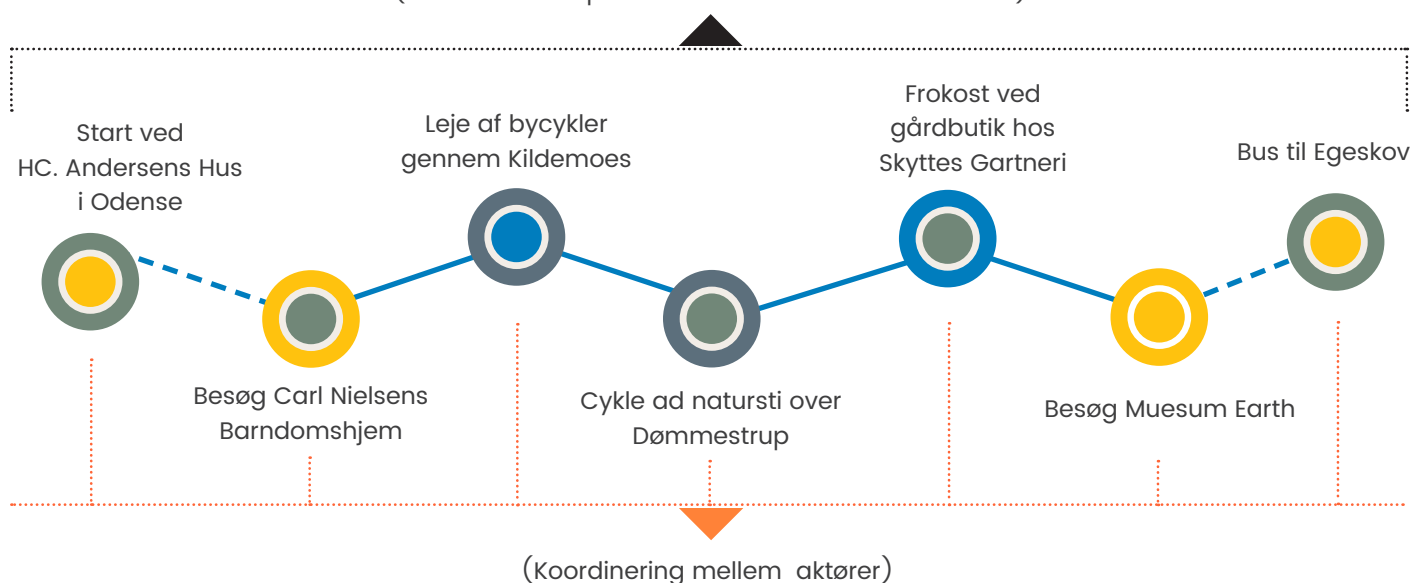 Start ved
HC. Andersens Hus
i Odense
Besøg Carl Nielsens
Barndomshjem
Leje af bycykler
gennem Kildemoes
Cykle ad natursti over
Dømmestrup
Frokost ved
gårdbutik hos
Skyttes Gartneri
Besøg Muesum Earth
Bus til Egeskov
(Koordinering mellem aktører)